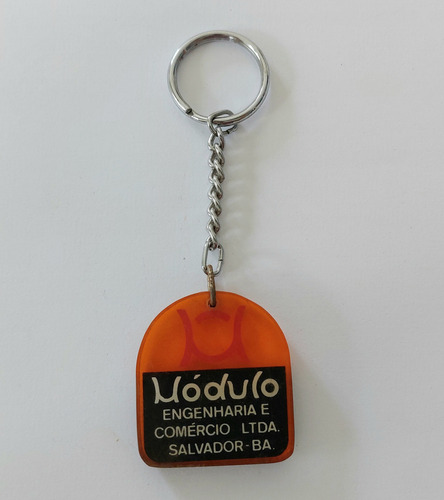 Módulo
ENGENHARIA E
COMÉRCIO LTDA.
SALVADOR-BA.